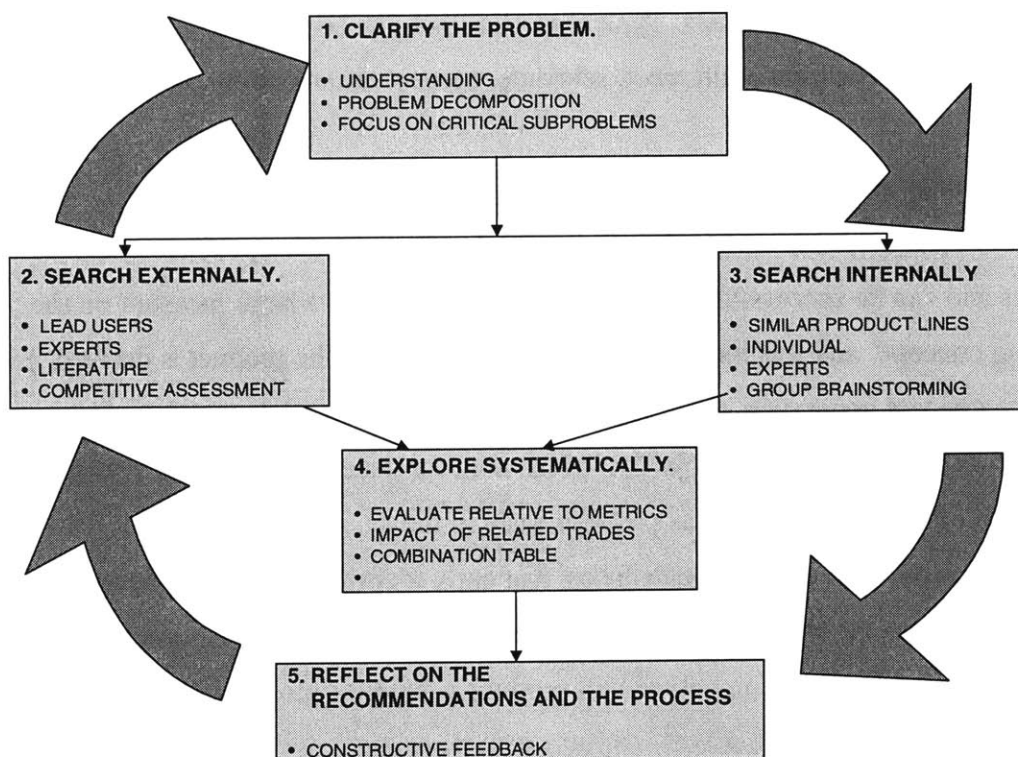 1. CLARIFY THE PROBLEM.
• UNDERSTANDING
• PROBLEM DECOMPOSITION
• FOCUS ON CRITICAL SUBPROBLEMS
2. SEARCH EXTERNALLY.
• LEAD USERS
• EXPERTS
• LITERATURE
• COMPETITIVE ASSESSMENT
3. SEARCH INTERNALLY
• SIMILAR PRODUCT LINES
• INDIVIDUAL
• EXPERTS
• GROUP BRAINSTORMING
4. EXPLORE SYSTEMATICALLY.
• EVALUATE RELATIVE TO METRICS
• IMPACT OF RELATED TRADES
• COMBINATION TABLE
•
5. REFLECT ON THE
RECOMMENDATIONS AND THE PROCESS
• CONSTRUCTIVE FEEDBACK